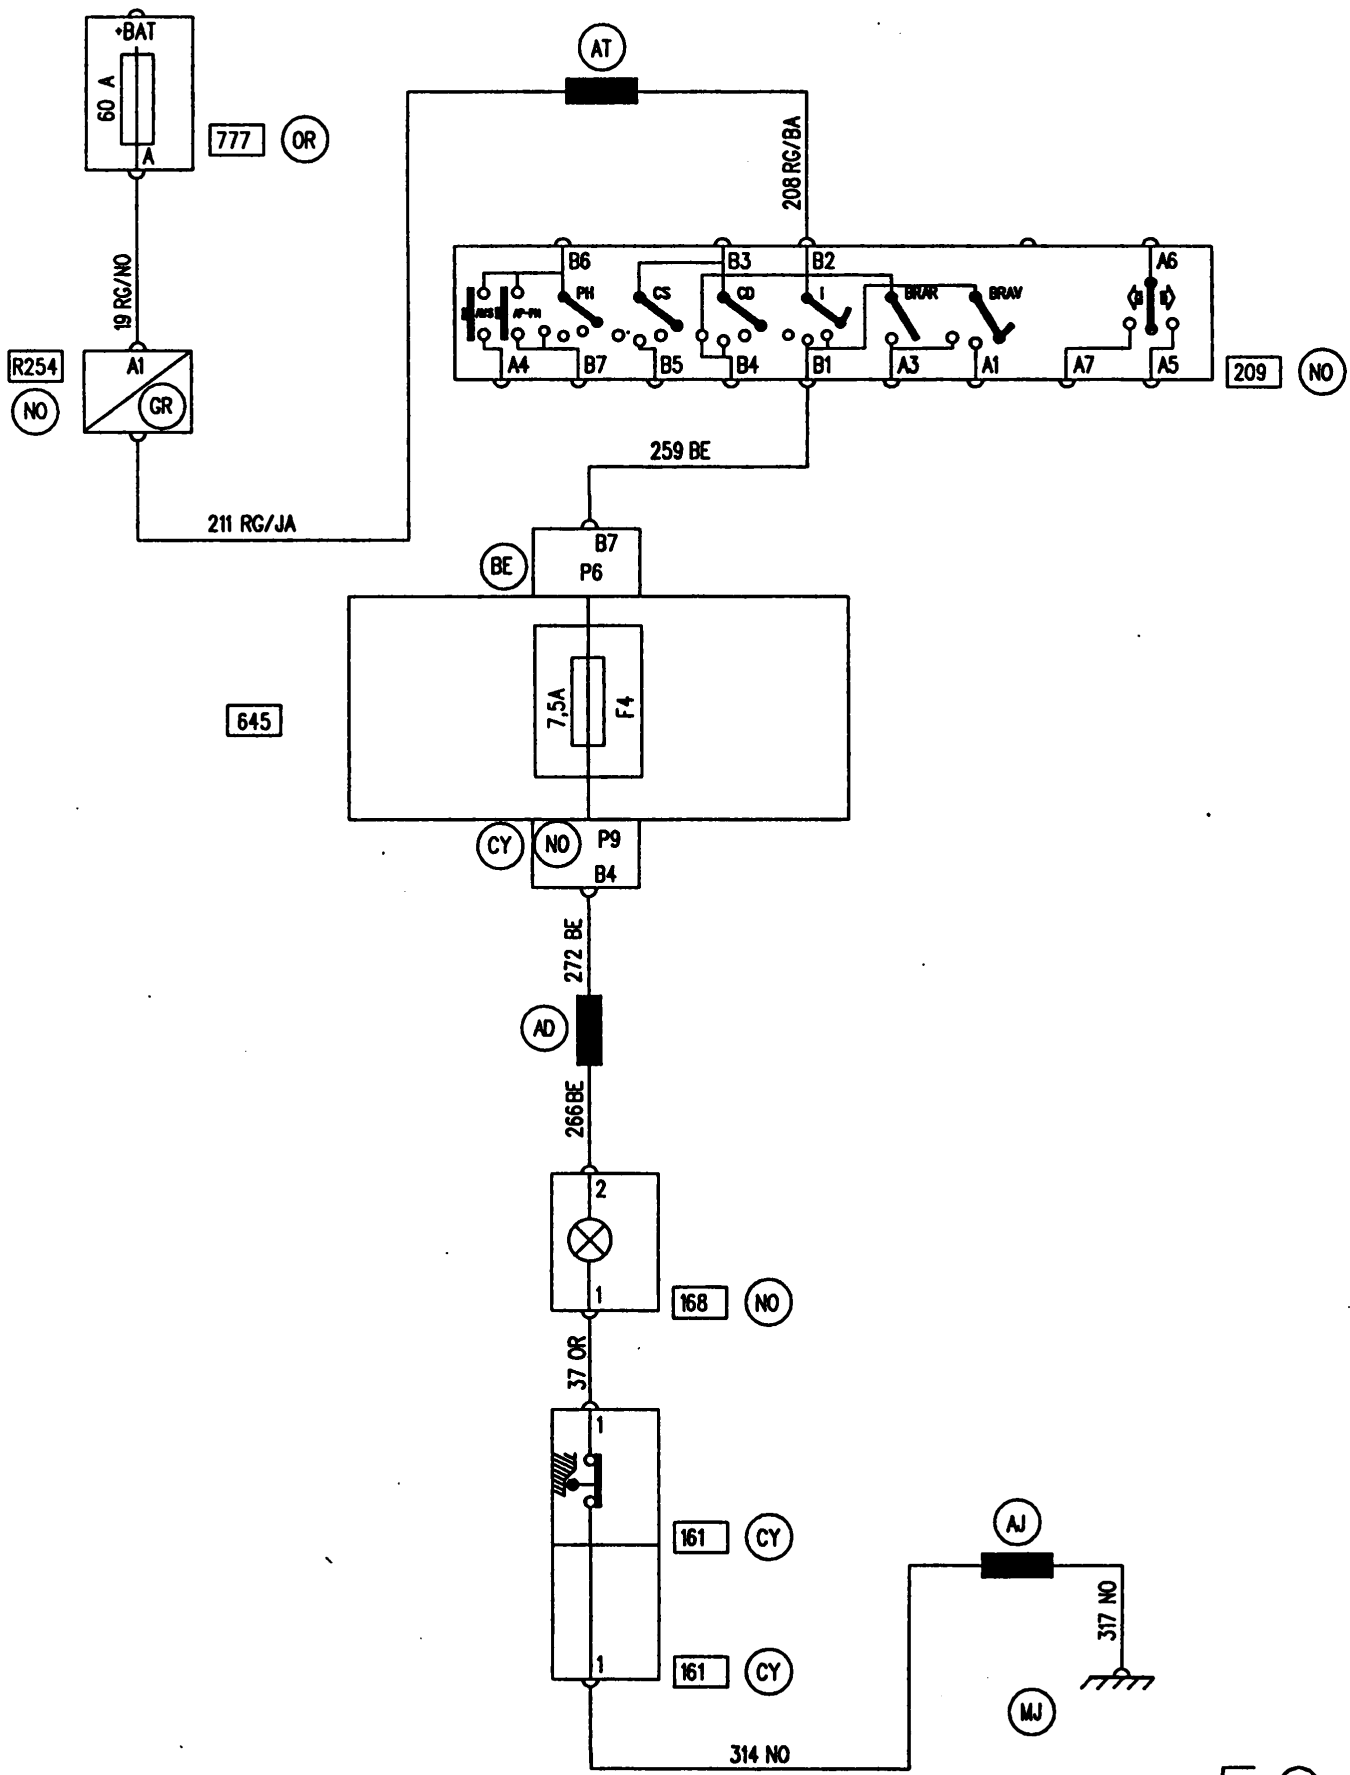 +BAT
60 A
A
777
OR
AT
19 RG/NO
208 RG/BA
R254
NO
A1
GR
B6
B3
B2
A6
PH
CS
CD
I
BRAR
BRAV
AP-PH
A4
B7
B5
B4
B1
A3
A1
A7
A5
209
NO
211 RG/JA
259 BE
BE
B7
P6
645
7,5A
F4
CY
NO
P9
B4
272 BE
AD
266BE
2
1
168
NO
37 OR
1
161
CY
1
161
CY
AJ
317 NO
MJ
314 NO